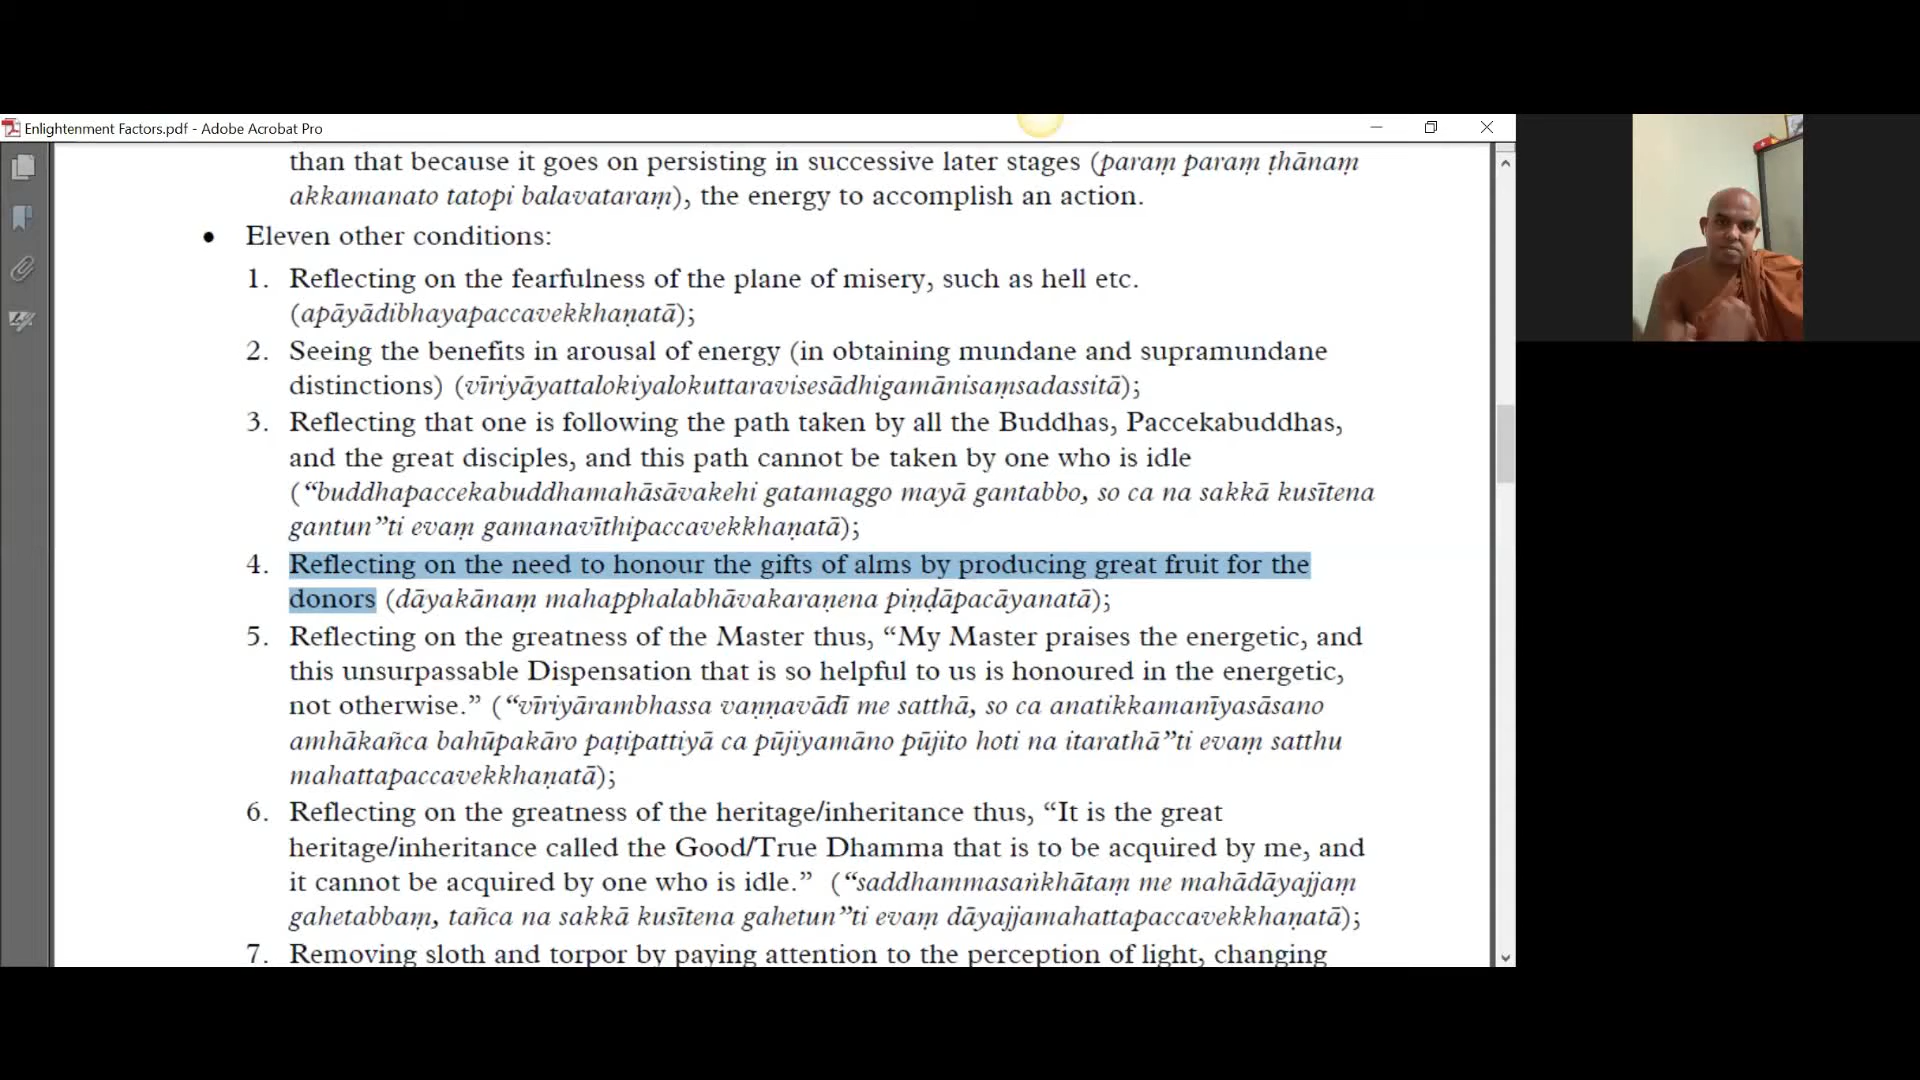 Enlightenment Factors.pdf - Adobe Acrobat Pro
than that because it goes on persisting in successive later stages (paraṃ paraṃ ṭhānaṃ
akkamanato tatopi balavataraṃ), the energy to accomplish an action.
• Eleven other conditions:
1. Reflecting on the fearfulness of the plane of misery, such as hell etc.
(apāyādibhayapaccavekkhaṇatā);
2. Seeing the benefits in arousal of energy (in obtaining mundane and supramundane
distinctions) (vīriyāyattalokiyalokuttaravisesādhigamānisaṃsadassitā);
3. Reflecting that one is following the path taken by all the Buddhas, Paccekabuddhas,
and the great disciples, and this path cannot be taken by one who is idle
(“buddhapaccekabuddhamahāsāvakehi gatamaggo mayā gantabbo, so ca na sakkā kusītena
gantun”ti evaṃ gamanavīthipaccavekkhaṇatā);
4. Reflecting on the need to honour the gifts of alms by producing great fruit for the
donors (dāyakānaṃ mahapphalabhāvakaraṇena piṇḍāpacāyanatā);
5. Reflecting on the greatness of the Master thus, “My Master praises the energetic, and
this unsurpassable Dispensation that is so helpful to us is honoured in the energetic,
not otherwise.” (“vīriyārambhassa vaṇṇavādī me satthā, so ca anatikkamanīyasāsano
amhākañca bahūpakāro paṭipattiyā ca pūjiyamāno pūjito hoti na itarathā”ti evaṃ satthu
mahattapaccavekkhaṇatā);
6. Reflecting on the greatness of the heritage/inheritance thus, “It is the great
heritage/inheritance called the Good/True Dhamma that is to be acquired by me, and
it cannot be acquired by one who is idle.” (“saddhammasaṅkhātaṃ me mahādāyajjaṃ
gahetabbaṃ, tañca na sakkā kusītena gahetun”ti evaṃ dāyajjamahattapaccavekkhaṇatā);
7. Removing sloth and torpor by paying attention to the perception of light, changing